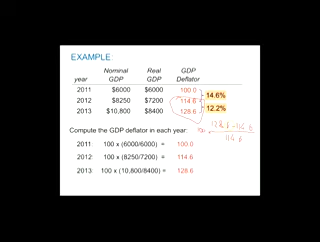 EXAMPLE:
Nominal Real GDP
year GDP GDP Deflator
2011 $6000 $6000 100.0
14.6%
2012 $8250 $7200 114.6
12.2%
2013 $10,800 $8400 128.6
Compute the GDP deflator in each year:
2011: 100 x (6000/6000) = 100.0
2012: 100 x (8250/7200) = 114.6
2013: 100 x (10,800/8400) = 128.6